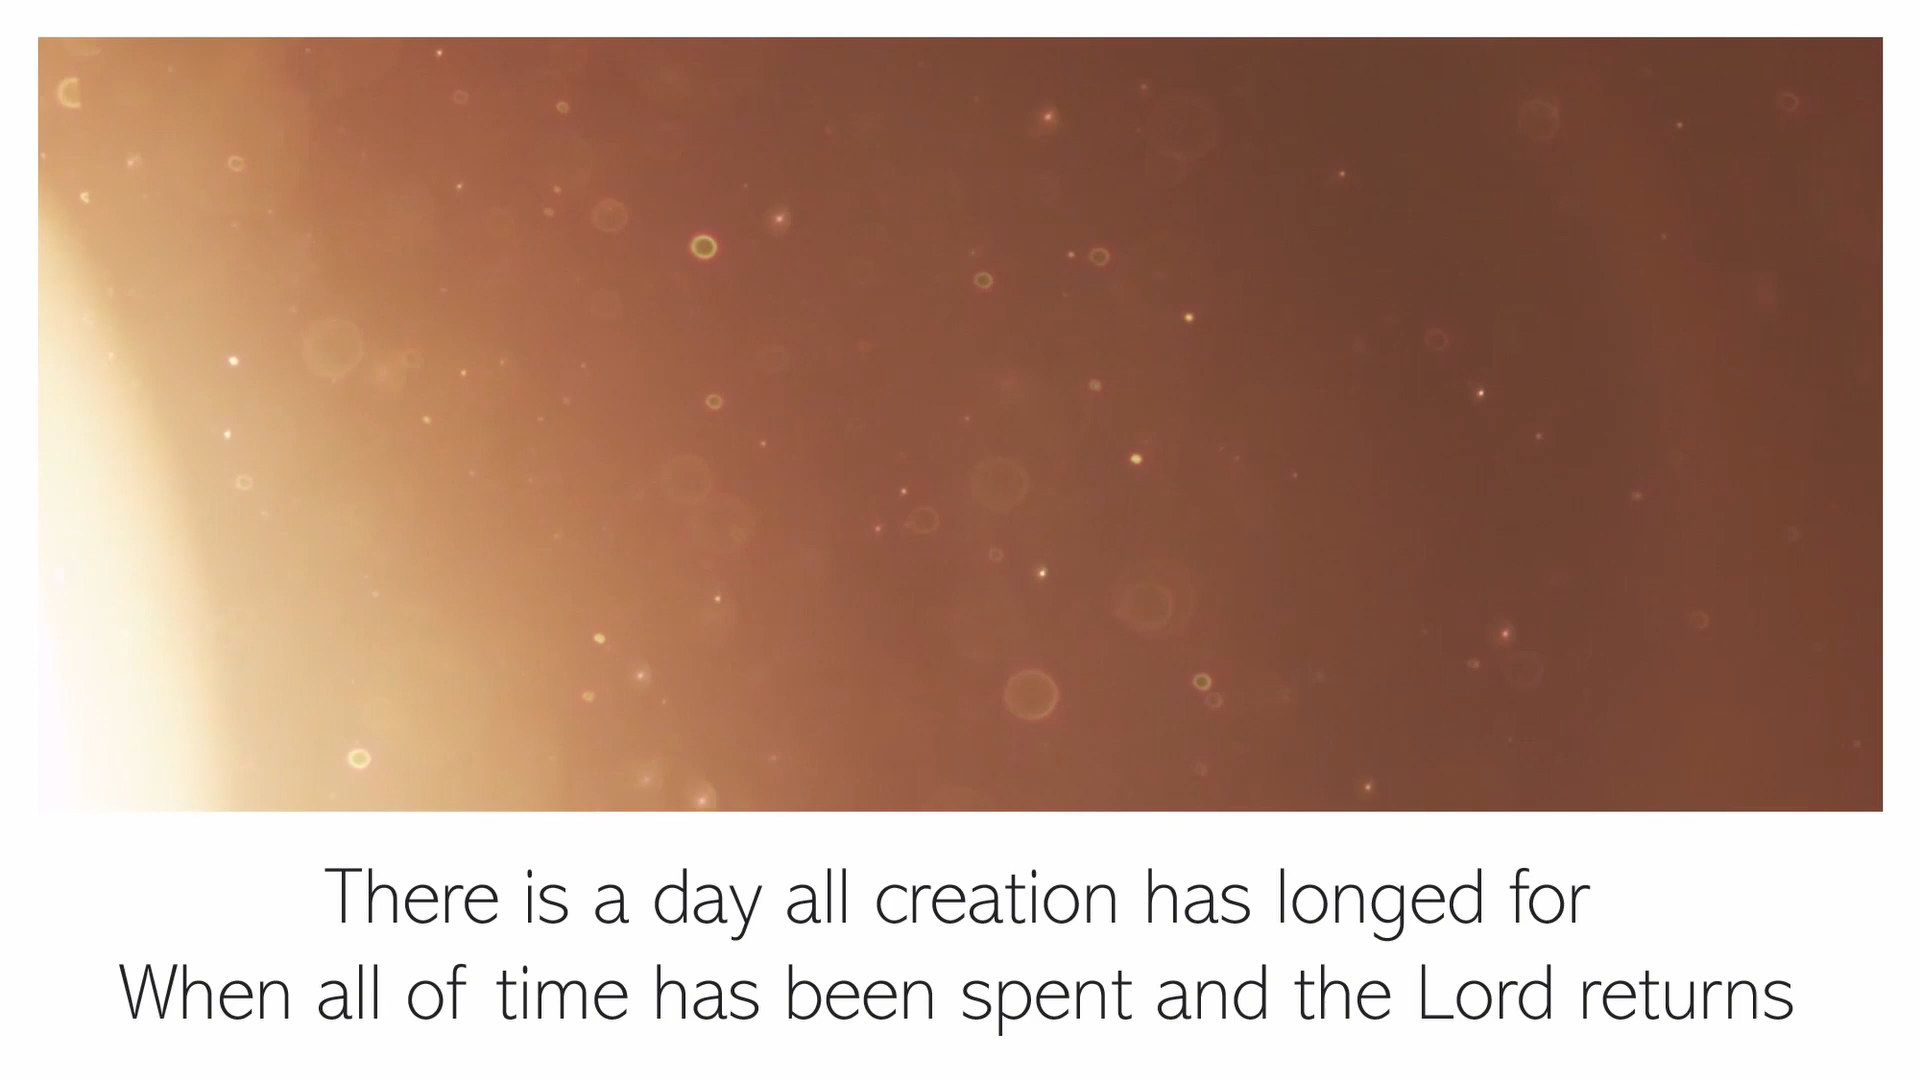 There is a day all creation has longed for
When all of time has been spent and the Lord returns